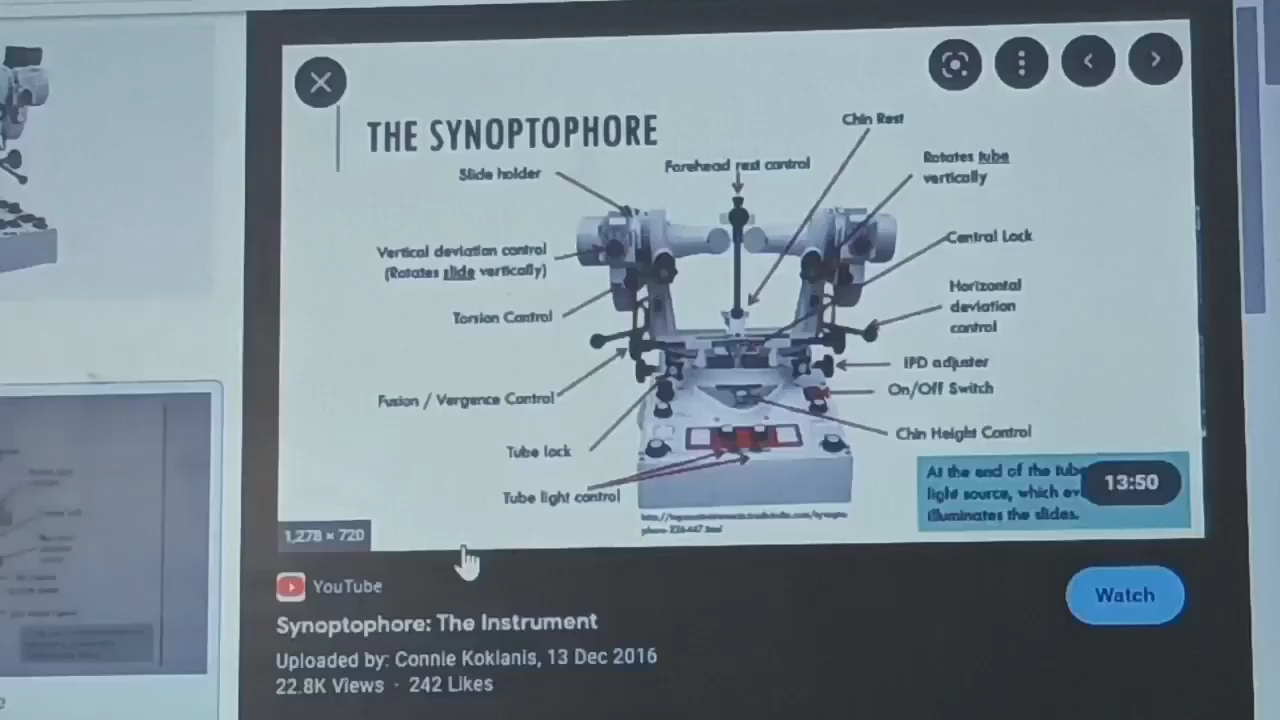 THE SYNOPTOPHORE
Chin Rest
Slide holder
Forehead rest control
Rotates tube
vertically
Vertical deviation control
(Rotates slide vertically)
Central Lock
Horizontal
deviation
control
Torsion Control
IPD adjuster
On/Off Switch
Fusion / Vergence Control
Chin Height Control
Tube lock
Tube light control
At the end of the tube
light source, which
illuminates the slides.
13:50
1,278 × 720
YouTube
Watch
Synoptophore: The Instrument
Uploaded by: Connie Koklanis, 13 Dec 2016
22.8K Views · 242 Likes